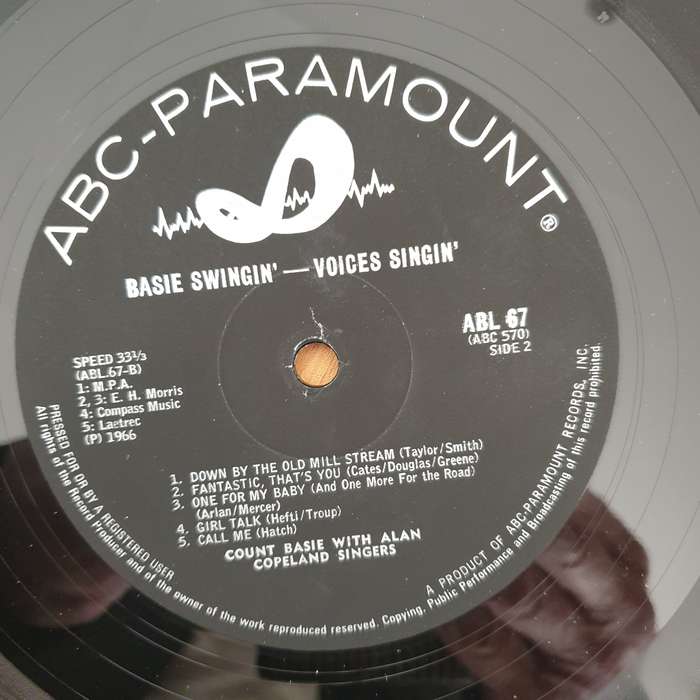 ABC-PARAMOUNT®
BASIE SWINGIN' — VOICES SINGIN'
ABL 67
(ABC 570)
SIDE 2
SPEED 33⅓
(ABL.67-B)
1: M.P.A.
2, 3: E. H. Morris
4: Compass Music
5: Laetrec
(P) 1966
1. DOWN BY THE OLD MILL STREAM (Taylor/Smith)
2. FANTASTIC, THAT'S YOU (Cates/Douglas/Greene)
3. ONE FOR MY BABY (And One More For the Road)
(Arlan/Mercer)
4. GIRL TALK (Hefti/Troup)
5. CALL ME (Hatch)
COUNT BASIE WITH ALAN
COPELAND SINGERS
PRESSED FOR OR BY A REGISTERED USER
A PRODUCT OF ABC-PARAMOUNT RECORDS, INC.
All rights of the Record Producer and of the owner of the work reproduced reserved. Copying, Public Performance and Broadcasting of this record prohibited.